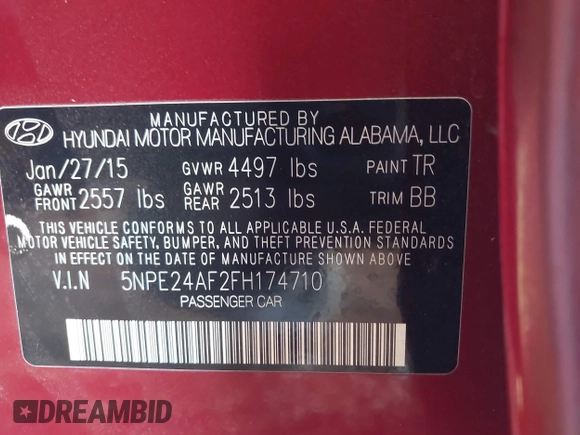 MANUFACTURED BY
HYUNDAI MOTOR MANUFACTURING ALABAMA, LLC
Jan/27/15 GVWR 4497 lbs PAINT TR
GAWR FRONT 2557 lbs GAWR REAR 2513 lbs TRIM BB
THIS VEHICLE CONFORMS TO ALL APPLICABLE U.S.A. FEDERAL
MOTOR VEHICLE SAFETY, BUMPER, AND THEFT PREVENTION STANDARDS
IN EFFECT ON THE DATE OF MANUFACTURE SHOWN ABOVE.
V.I.N 5NPE24AF2FH174710
PASSENGER CAR
DREAMBID